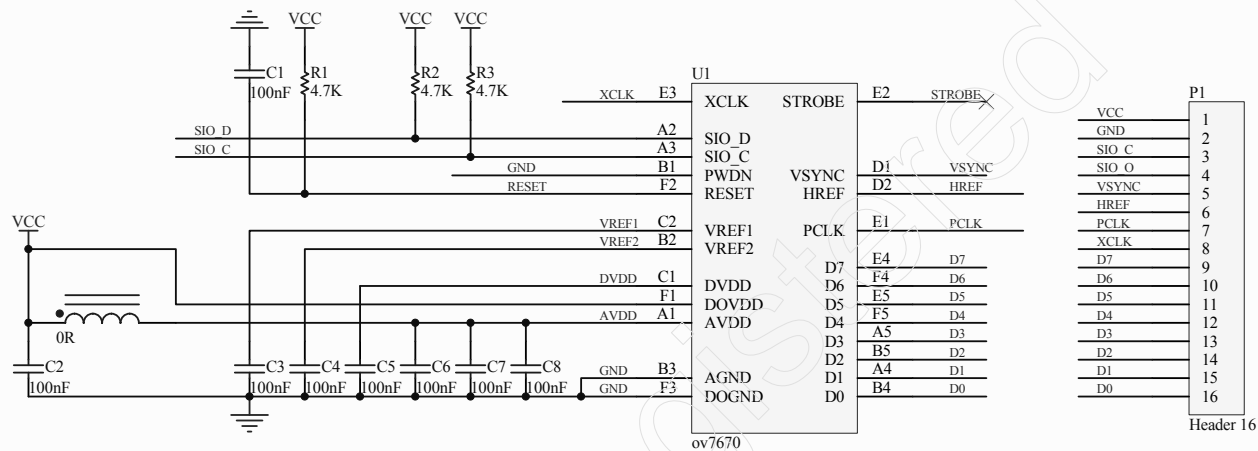 VCC VCC VCC
C1
100nF
R1
4.7K
R2
4.7K
R3
4.7K
U1
XCLK E3 XCLK STROBE E2 STROBE
SIO_D A2 SIO_D
SIO_C A3 SIO_C
GND B1 PWDN VSYNC D1 VSYNC
RESET F2 RESET HREF D2 HREF
VCC
VREF1 C2 VREF1 PCLK E1 PCLK
VREF2 B2 VREF2
D7 E4 D7
DVDD C1 DVDD D6 F4 D6
F1 DOVDD D5 E5 D5
AVDD A1 AVDD D4 F5 D4
0R
D3 A5 D3
D2 B5 D2
C2
100nF
C3
100nF
C4
100nF
C5
100nF
C6
100nF
C7
100nF
C8
100nF
GND B3 AGND D1 A4 D1
GND F3 DOGND D0 B4 D0
ov7670
P1
VCC 1
GND 2
SIO_C 3
SIO_O 4
VSYNC 5
HREF 6
PCLK 7
XCLK 8
D7 9
D6 10
D5 11
D4 12
D3 13
D2 14
D1 15
D0 16
Header 16
istered